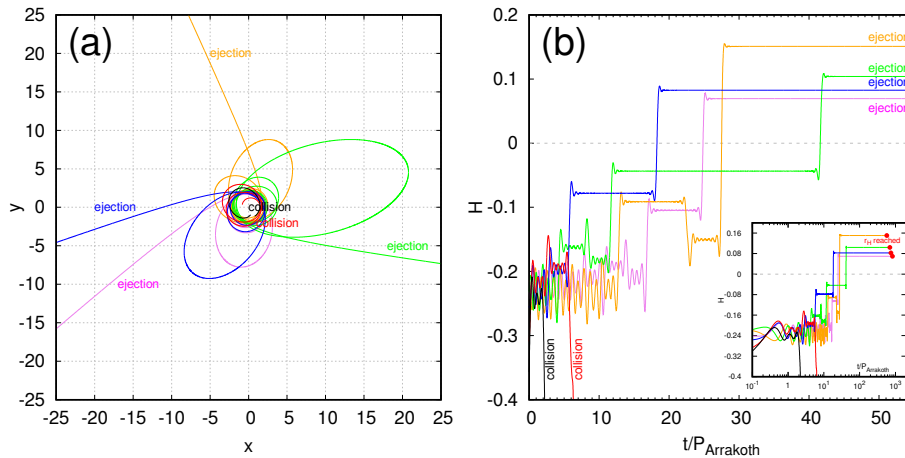 (a)
25
20
15
10
5
0
-5
-10
-15
-20
-25
y
-25 -20 -15 -10 -5 0 5 10 15 20 25
x
ejection
ejection
ejection
ejection
collision
collision
(b)
0.1
0
-0.1
-0.2
-0.3
-0.4
H
0 10 20 30 40 50
t/P_Arrakoth
ejection
ejection
ejection
ejection
collision
collision
0.16
0.08
0
-0.08
-0.16
-0.24
-0.32
-0.4
H
10^-1 10^0 10^1 10^2 10^3
t/P_Arrakoth
r_H reached